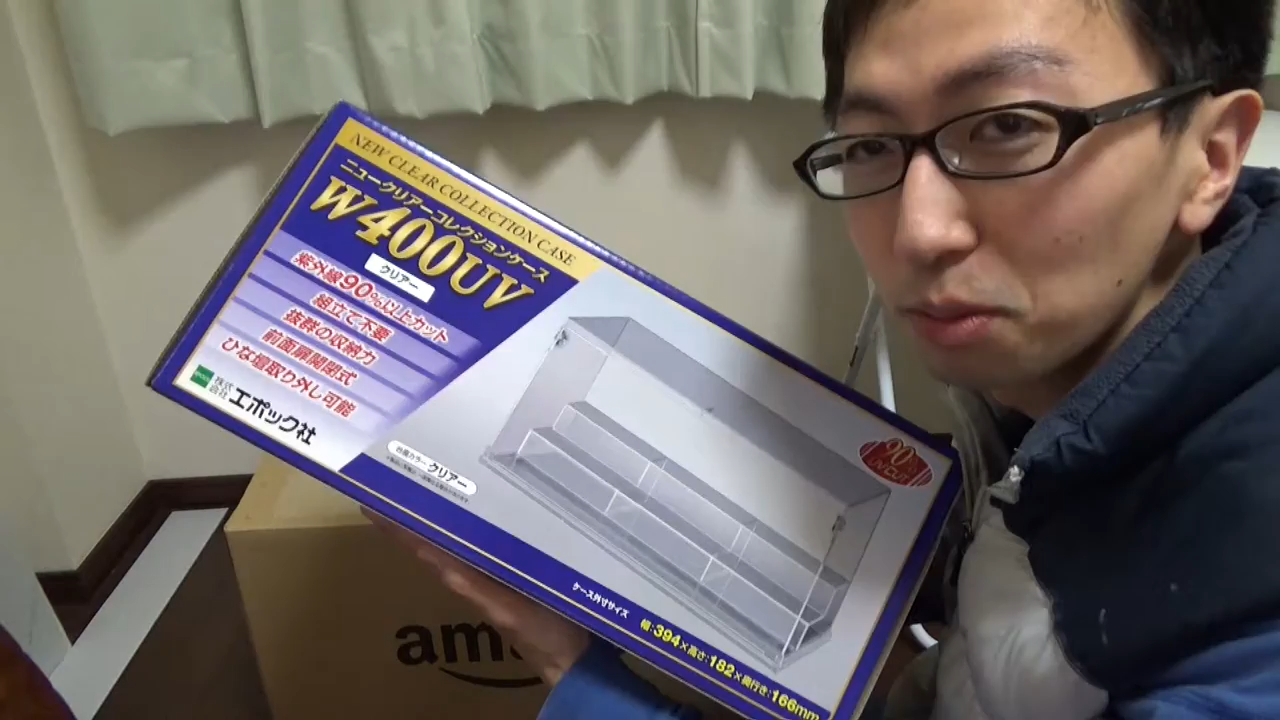 NEW CLEAR COLLECTION CASE
ニュークリアーコレクションケース
W400UV
クリアー
紫外線90%以上カット
組立て不要
抜群の収納力
前面扉開閉式
ひな壇取り外し可能
epoch 株式会社 エポック社
台座カラー クリアー
90% UV CUT
ケース外寸サイズ 幅:394×高さ:182×奥行き:166mm